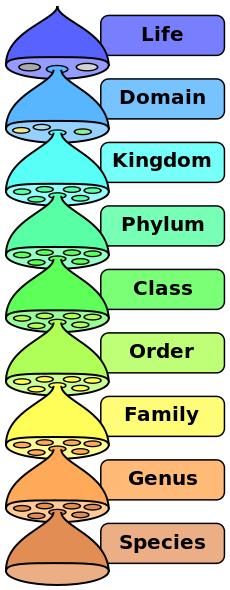 Life
Domain
Kingdom
Phylum
Class
Order
Family
Genus
Species